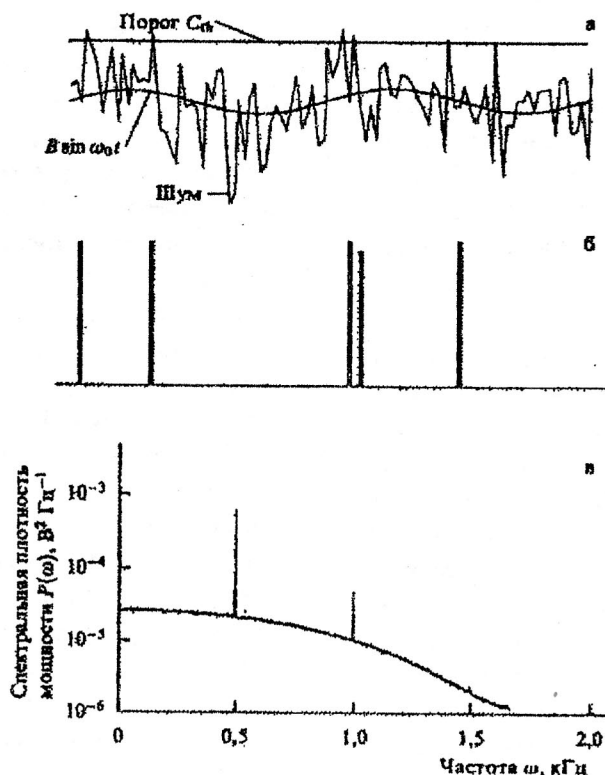 Порог C_th
а
B sin ω₀t
Шум
б
в
Спектральная плотность
мощности P(ω), В² Гц⁻¹
10⁻³
10⁻⁴
10⁻⁵
10⁻⁶
0
0,5
1,0
1,5
2,0
Частота ω, кГц